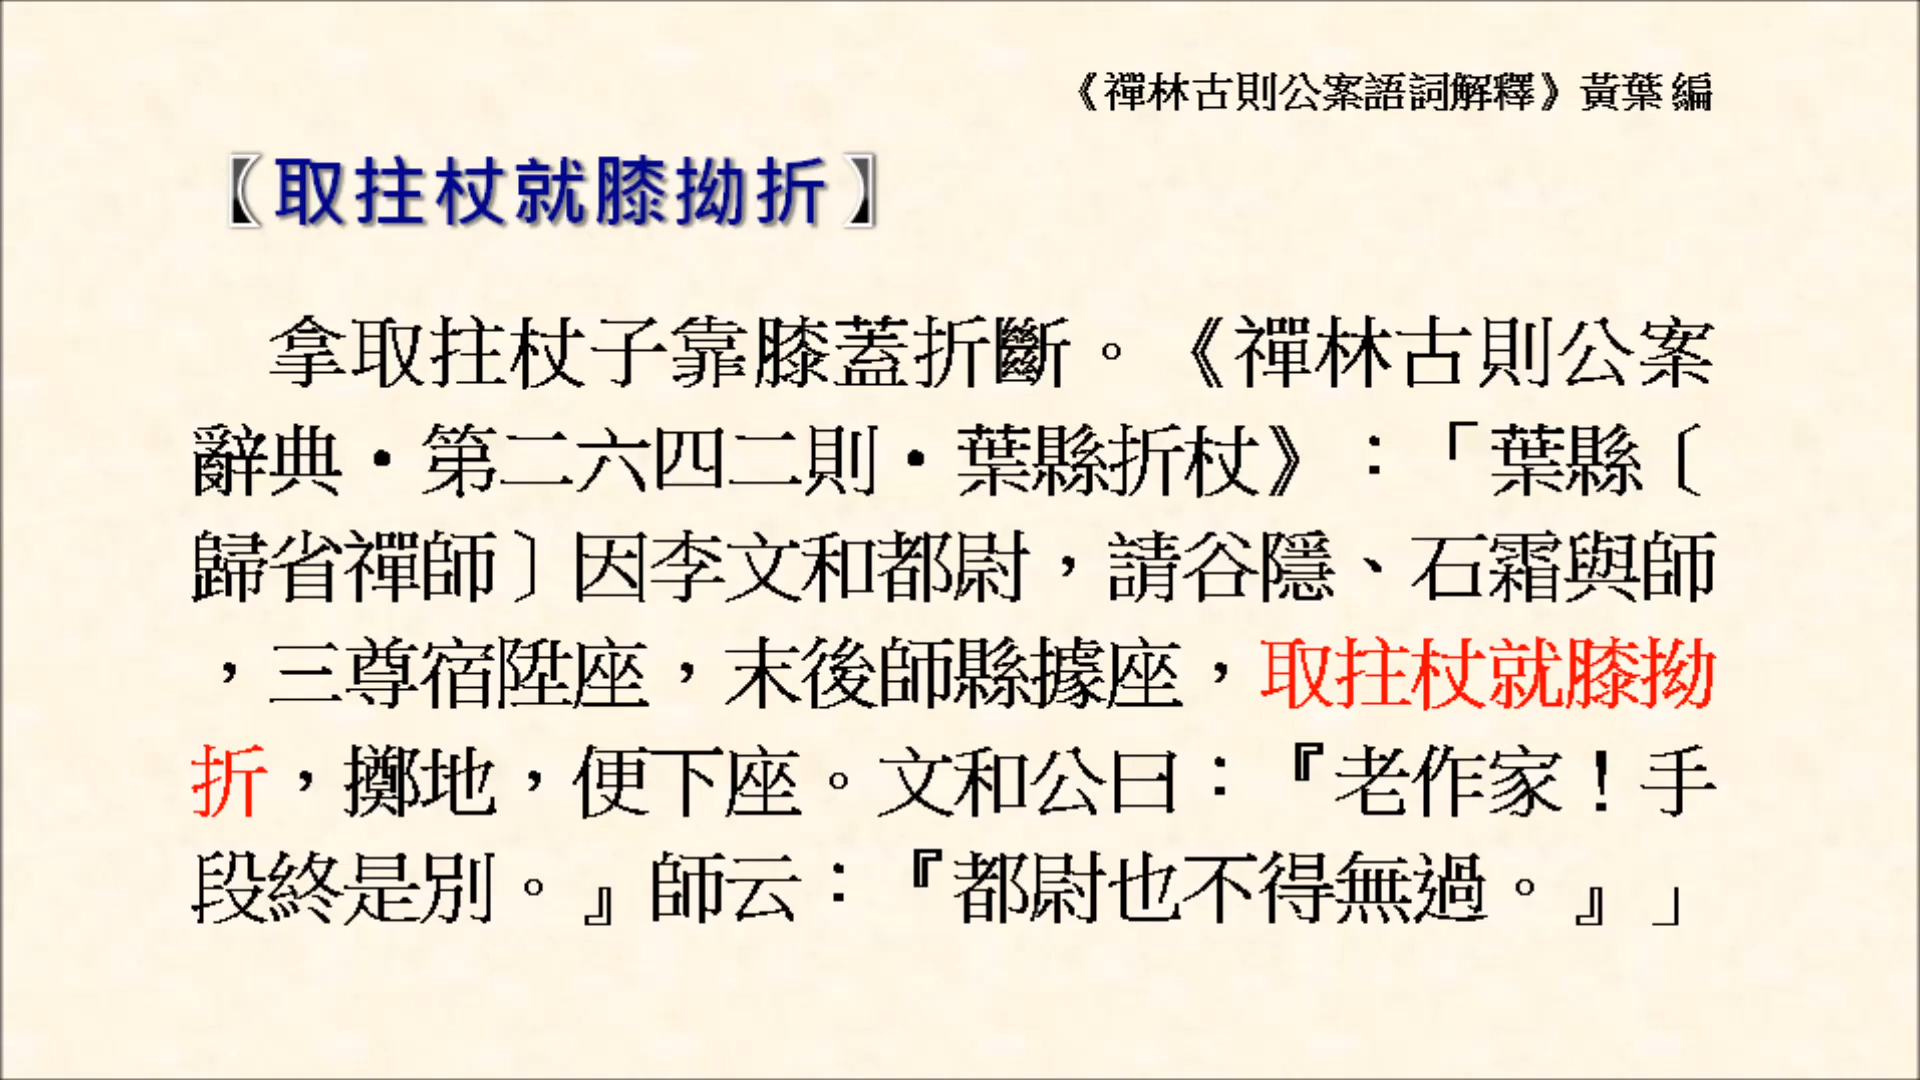 《禪林古則公案語詞解釋》黃葉 編
【取拄杖就膝拗折】
拿取拄杖子靠膝蓋折斷。《禪林古則公案
辭典・第二六四二則・葉縣折杖》：「葉縣〔
歸省禪師〕因李文和都尉，請谷隱、石霜與師
，三尊宿陞座，末後師縣據座，取拄杖就膝拗
折，擲地，便下座。文和公曰：『老作家！手
段終是別。』師云：『都尉也不得無過。』」